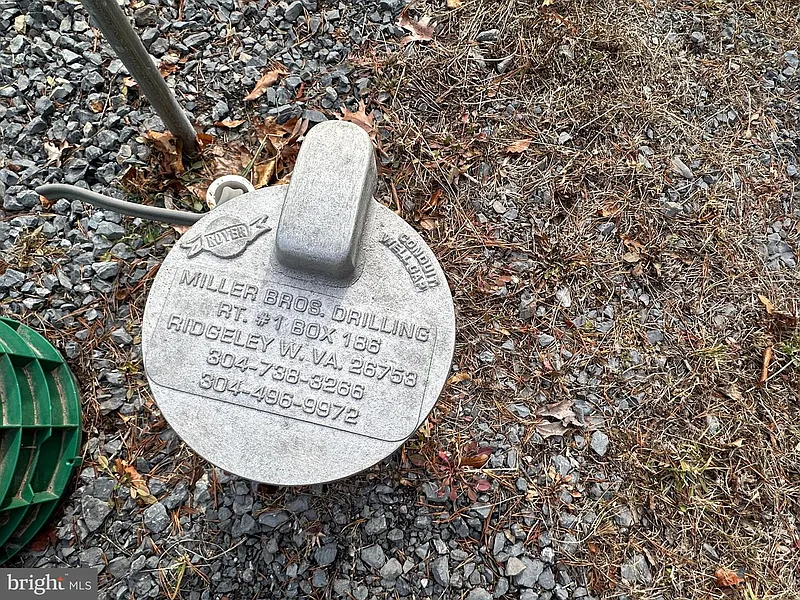 ROYER
CONDUIT
WELL CAP
MILLER BROS. DRILLING
RT. #1 BOX 186
RIDGELEY W. VA. 26753
304-738-3266
304-496-9972
bright MLS